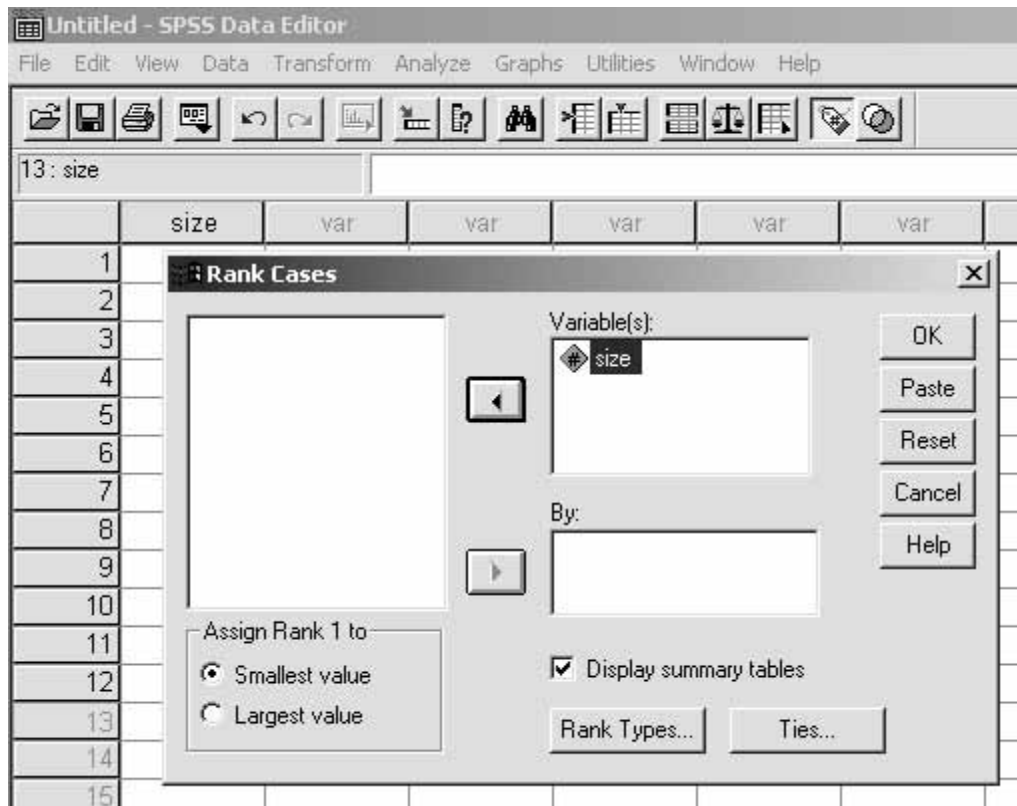 Untitled - SPSS Data Editor
File Edit View Data Transform Analyze Graphs Utilities Window Help
13 : size
size var var var var var
1
2
3
4
5
6
7
8
9
10
11
12
13
14
15
Rank Cases
Variable(s):
size
OK
Paste
Reset
Cancel
Help
By:
Assign Rank 1 to
Smallest value
Largest value
Display summary tables
Rank Types...
Ties...